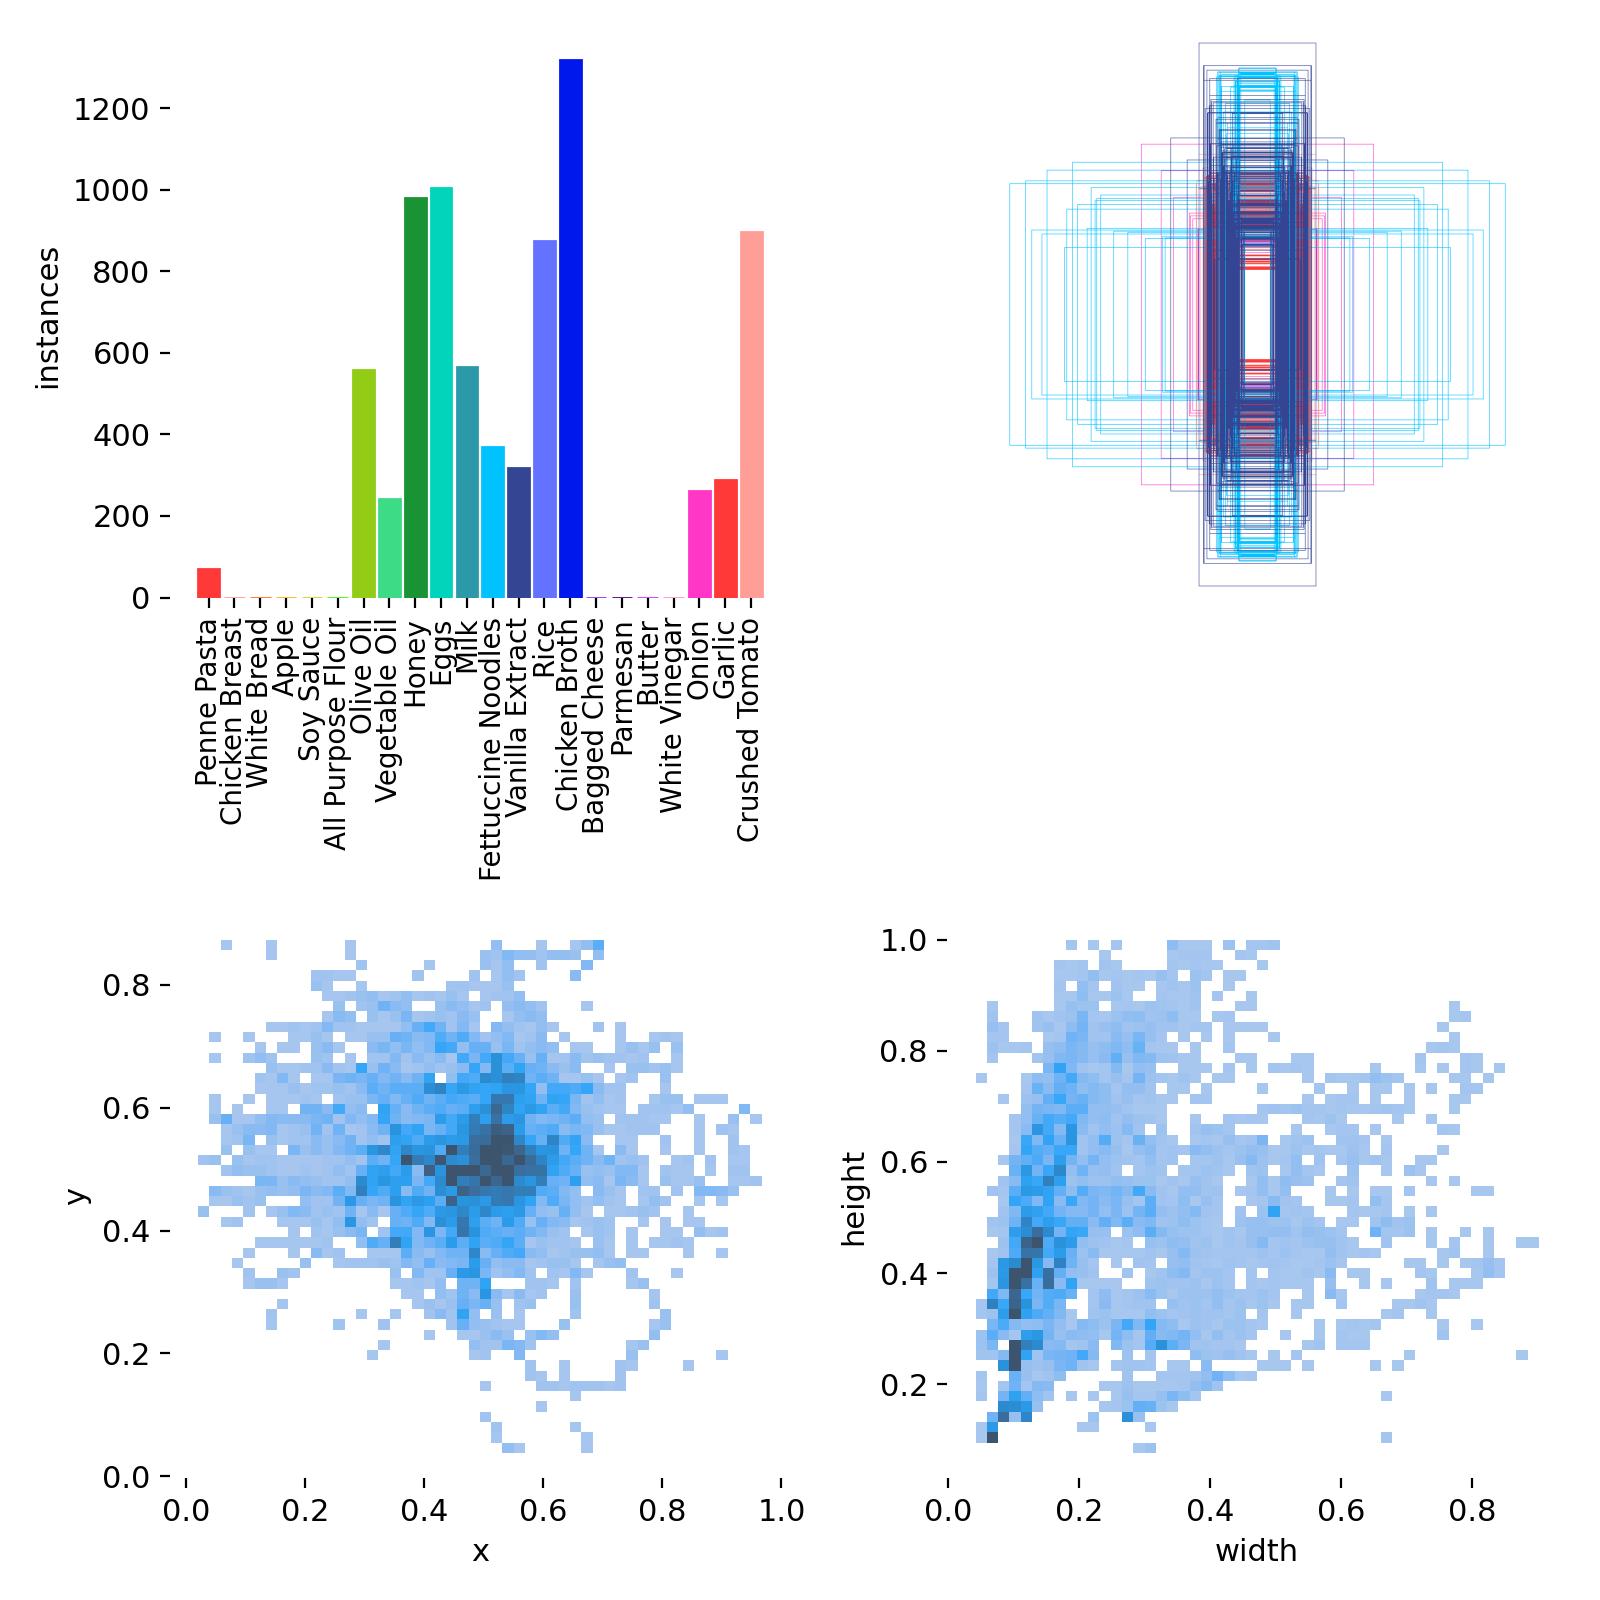 instances
1200
1000
800
600
400
200
0
Penne Pasta
Chicken Breast
White Bread
Apple
Soy Sauce
All Purpose Flour
Olive Oil
Vegetable Oil
Honey
Eggs
Milk
Fettuccine Noodles
Vanilla Extract
Rice
Chicken Broth
Bagged Cheese
Parmesan
Butter
White Vinegar
Onion
Garlic
Crushed Tomato
y
0.8
0.6
0.4
0.2
0.0
0.0 0.2 0.4 0.6 0.8 1.0
x
height
1.0
0.8
0.6
0.4
0.2
0.0 0.2 0.4 0.6 0.8
width